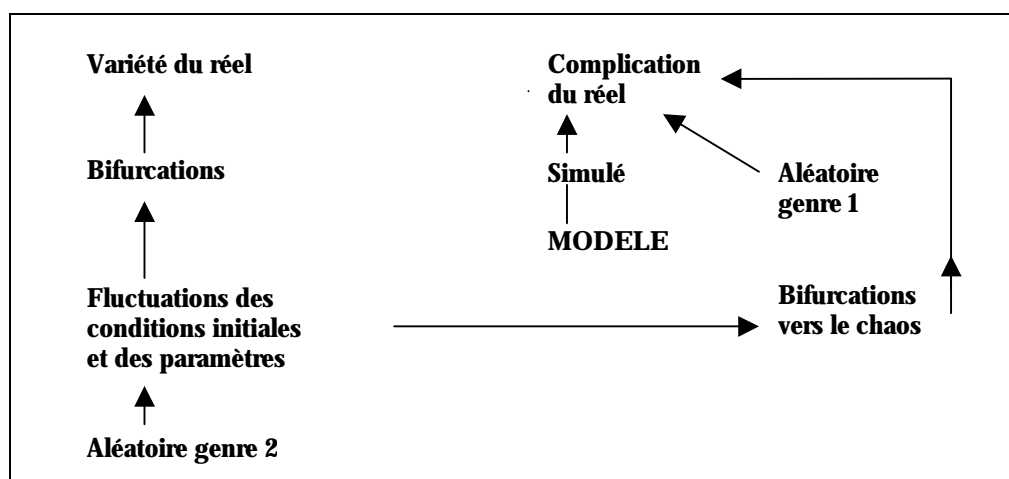 Variété du réel
Complication
du réel
Bifurcations
Simulé
Aléatoire
genre 1
MODELE
Fluctuations des
conditions initiales
et des paramètres
Bifurcations
vers le chaos
Aléatoire genre 2